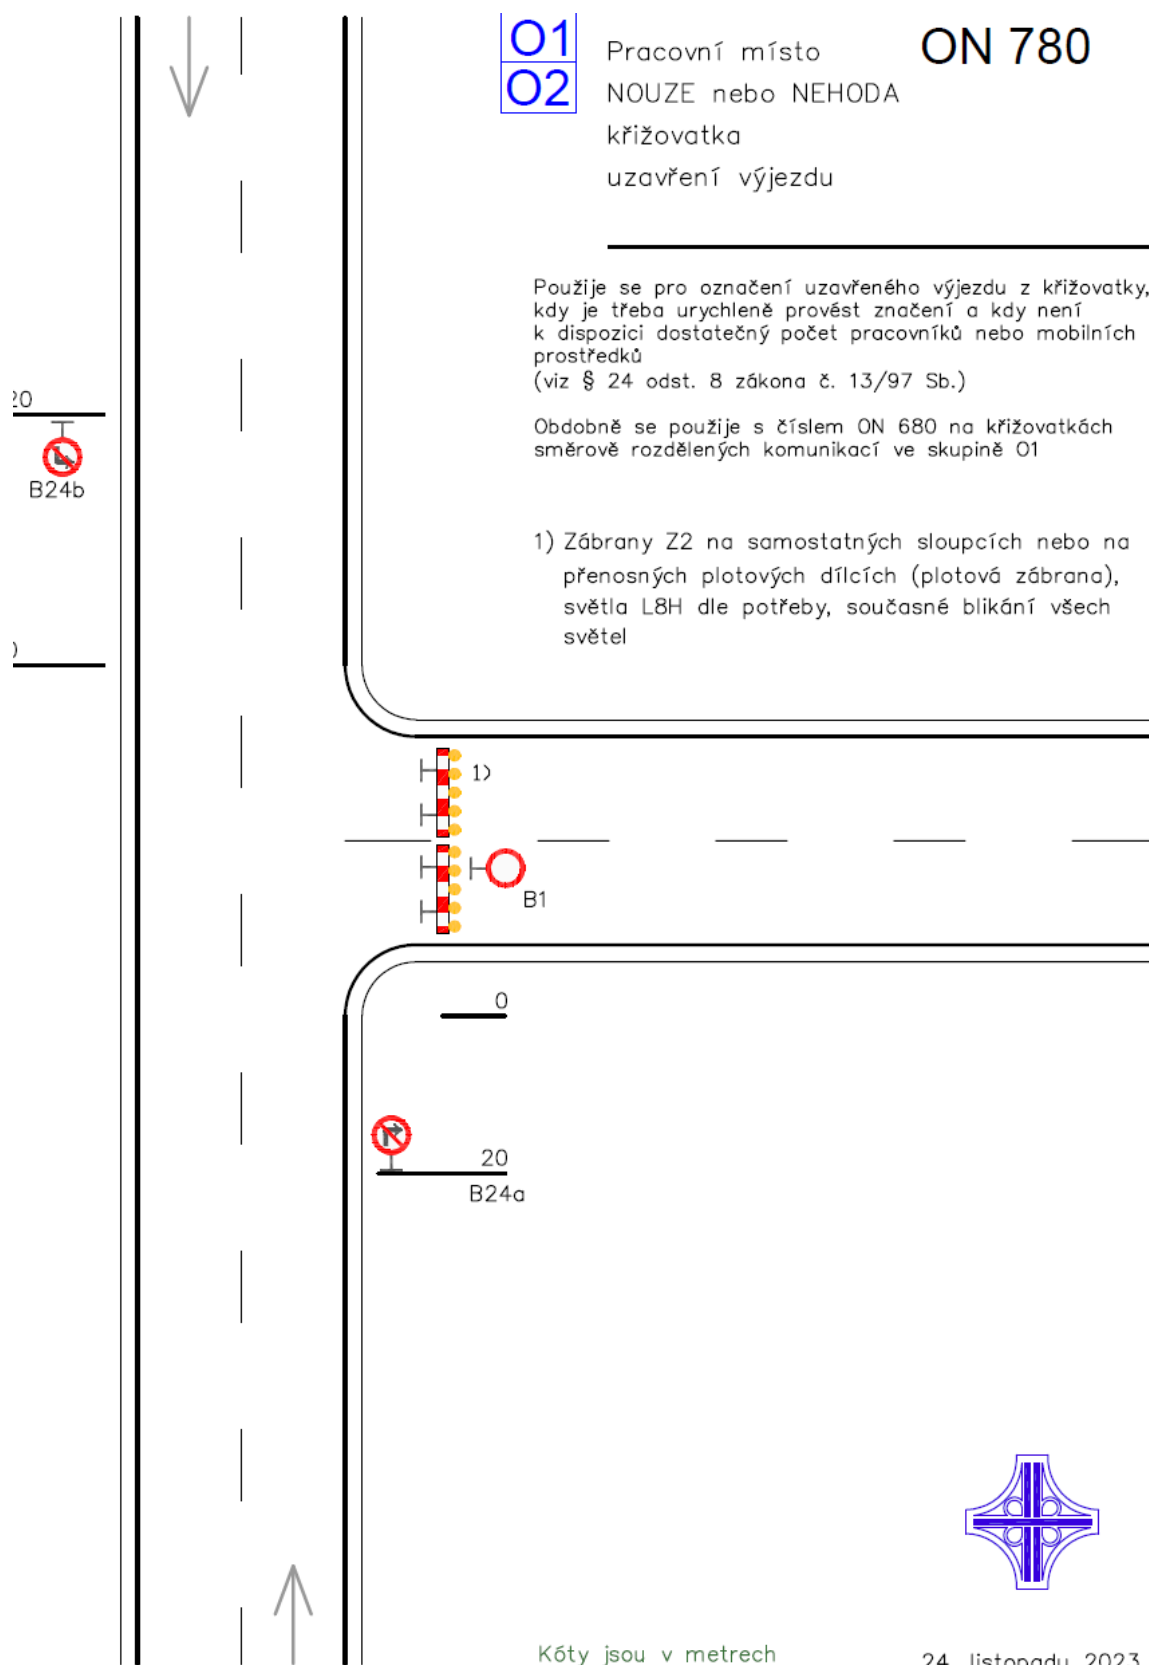 O1
O2
Pracovní místo
ON 780
NOUZE nebo NEHODA
křižovatka
uzavření výjezdu
Použije se pro označení uzavřeného výjezdu z křižovatky,
kdy je třeba urychleně provést značení a kdy není
k dispozici dostatečný počet pracovníků nebo mobilních
prostředků
(viz § 24 odst. 8 zákona č. 13/97 Sb.)
20
B24b
Obdobně se použije s číslem ON 680 na křižovatkách
směrově rozdělených komunikací ve skupině O1
1) Zábrany Z2 na samostatných sloupcích nebo na
přenosných plotových dílcích (plotová zábrana),
světla L8H dle potřeby, současné blikání všech
světel
1)
B1
0
20
B24a
Kóty jsou v metrech
24. listopadu 2023